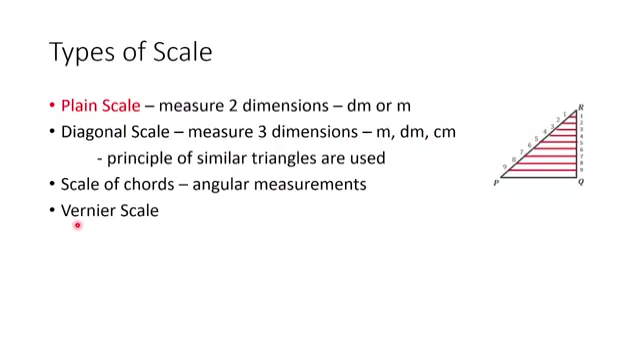 Types of Scale
• Plain Scale – measure 2 dimensions – dm or m
• Diagonal Scale – measure 3 dimensions – m, dm, cm
- principle of similar triangles are used
• Scale of chords – angular measurements
• Vernier Scale
R
P
Q